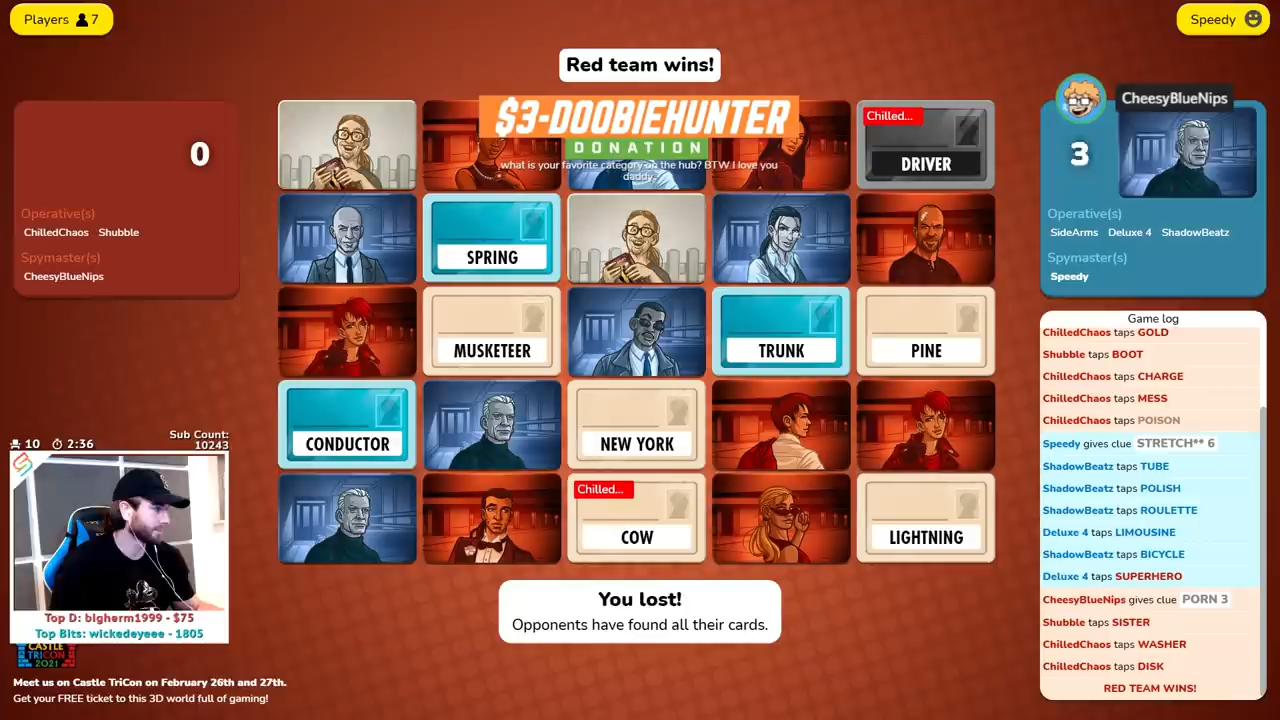 Players 7
Speedy
Red team wins!
$3-DOOBIEHUNTER
DONATION
what is your favorite category on the hub? BTW I love you
daddy
Chilled...
DRIVER
SPRING
MUSKETEER
TRUNK
PINE
CONDUCTOR
NEW YORK
Chilled...
COW
LIGHTNING
You lost!
Opponents have found all their cards.
0
Operative(s)
ChilledChaos Shubble
Spymaster(s)
CheesyBlueNips
CheesyBlueNips
3
Operative(s)
SideArms Deluxe 4 ShadowBeatz
Spymaster(s)
Speedy
Game log
ChilledChaos taps GOLD
Shubble taps BOOT
ChilledChaos taps CHARGE
ChilledChaos taps MESS
ChilledChaos taps POISON
Speedy gives clue STRETCH** 6
ShadowBeatz taps TUBE
ShadowBeatz taps POLISH
ShadowBeatz taps ROULETTE
Deluxe 4 taps LIMOUSINE
ShadowBeatz taps BICYCLE
Deluxe 4 taps SUPERHERO
CheesyBlueNips gives clue PORN 3
Shubble taps SISTER
ChilledChaos taps WASHER
ChilledChaos taps DISK
RED TEAM WINS!
10 2:36
Sub Count:
10243
Top D: bigherm1999 - $75
Top Bits: wickedyeee - 1805
CASTLE
TRICON
2021
Meet us on Castle TriCon on February 26th and 27th.
Get your FREE ticket to this 3D world full of gaming!